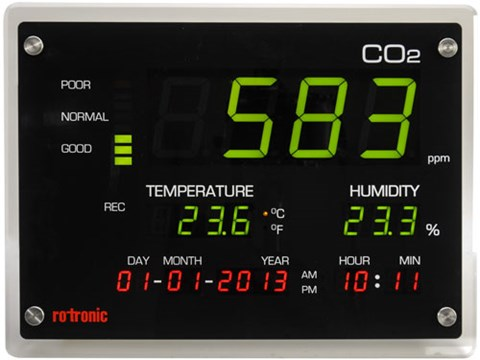 CO2
POOR
NORMAL
GOOD
583 ppm
TEMPERATURE HUMIDITY
REC 23.6 °C °F 23.3 %
DAY MONTH YEAR HOUR MIN
01-01-2013 AM PM 10:11
rotronic